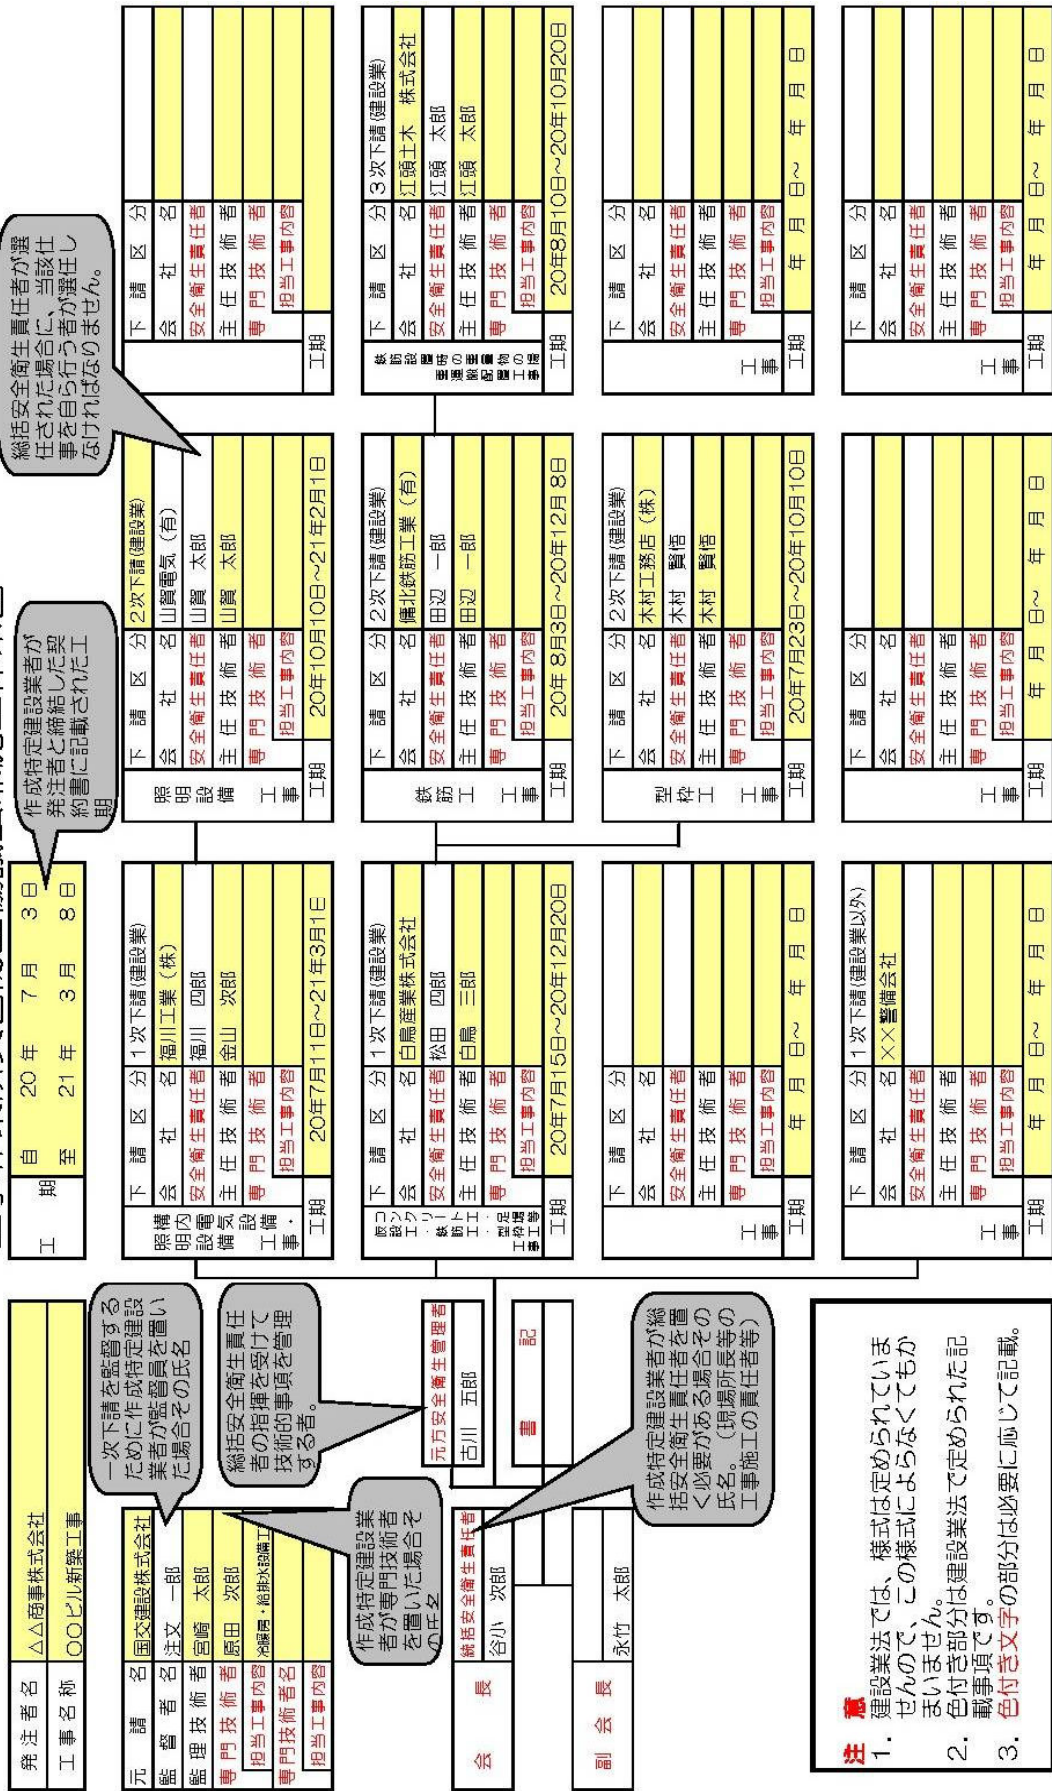 発注者名 △△商事株式会社
工事名称 〇〇ビル新築工事
工期
自 20年 7月 3日
至 21年 3月 8日
作成特定建設業者が
発注者と締結した契
約書に記載された工
期
総括安全衛生責任者が選
任された場合に、当該仕
事を自ら行う者が選任し
なければなりません。
元請名 国交建設株式会社
監督者名 注文 一郎
監理技術者 宮崎 太郎
専門技術者 原田 次郎
担当工事内容 冷暖房・給排水設備工
専門技術者名
担当工事内容
一次下請を監督する
ために作成特定建設
業者が監督員を置い
た場合その氏名
総括安全衛生責任
者の指揮を受けて
技術的事項を管理
する者。
作成特定建設業
者が専門技術者
を置いた場合そ
の氏名
会長
統括安全衛生責任者
谷小 次郎
元方安全衛生管理者
古川 五郎
書記
副会長
永竹 太郎
作成特定建設業者が総
括安全衛生責任者を置
く必要がある場合その
氏名。(現場所長等の
工事施工の責任者等)
照明設備・構内電気設備工事
下請区分 1次下請(建設業)
会社名 福川工業(株)
安全衛生責任者 福川 四郎
主任技術者 金山 次郎
専門技術者
担当工事内容
工期 20年7月11日~21年3月1日
照明設備工事
下請区分 2次下請(建設業)
会社名 山賀電気(有)
安全衛生責任者 山賀 太郎
主任技術者 山賀 太郎
専門技術者
担当工事内容
工期 20年10月10日~21年2月1日
下請区分
会社名
安全衛生責任者
主任技術者
専門技術者
担当工事内容
工期
下請区分 1次下請(建設業)
会社名 白鳥産業株式会社
安全衛生責任者 松田 四郎
主任技術者 白鳥 三郎
専門技術者
担当工事内容
工期 20年7月15日~20年12月20日
鉄筋工工事
下請区分 2次下請(建設業)
会社名 傭北鉄筋工業(有)
安全衛生責任者 田辺 一郎
主任技術者 田辺 一郎
専門技術者
担当工事内容
工期 20年8月3日~20年12月8日
下請区分 3次下請(建設業)
会社名 江頭土木 株式会社
安全衛生責任者 江頭 太郎
主任技術者 江頭 太郎
専門技術者
担当工事内容
工期 20年8月10日~20年10月20日
工事
下請区分
会社名
安全衛生責任者
主任技術者
専門技術者
担当工事内容
工期 年 月 日~ 年 月 日
型枠工工事
下請区分 2次下請(建設業)
会社名 木村工務店(株)
安全衛生責任者 木村 賢悟
主任技術者 木村 賢悟
専門技術者
担当工事内容
工期 20年7月23日~20年10月10日
工事
下請区分
会社名
安全衛生責任者
主任技術者
専門技術者
担当工事内容
工期 年 月 日~ 年 月 日
工事
下請区分 1次下請(建設業以外)
会社名 ××警備会社
安全衛生責任者
主任技術者
専門技術者
担当工事内容
工期 年 月 日~ 年 月 日
工事
下請区分
会社名
安全衛生責任者
主任技術者
専門技術者
担当工事内容
工期 年 月 日~ 年 月 日
工事
下請区分
会社名
安全衛生責任者
主任技術者
専門技術者
担当工事内容
工期 年 月 日~ 年 月 日
注意
1. 建設業法では、様式は定められていま
せんので、この様式によらなくてもか
まいません。
2. 色付き部分は建設業法で定められた記
載事項です。
3. 色付き文字の部分は必要に応じて記載。